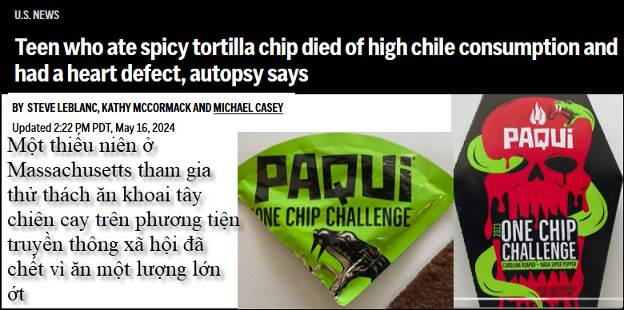 U.S. NEWS
Teen who ate spicy tortilla chip died of high chile consumption and
had a heart defect, autopsy says
BY STEVE LEBLANC, KATHY MCCORMACK AND MICHAEL CASEY
Updated 2:22 PM PDT, May 16, 2024
Một thiếu niên ở
Massachusetts tham gia
thử thách ăn khoai tây
chiên cay trên phương tiện
truyền thông xã hội đã
chết vì ăn một lượng lớn
ớt
PAQUI
ONE CHIP CHALLENGE
PAQUI
2023
ONE CHIP
CHALLENGE
CAROLINA REAPER • NAGA VIPER PEPPER